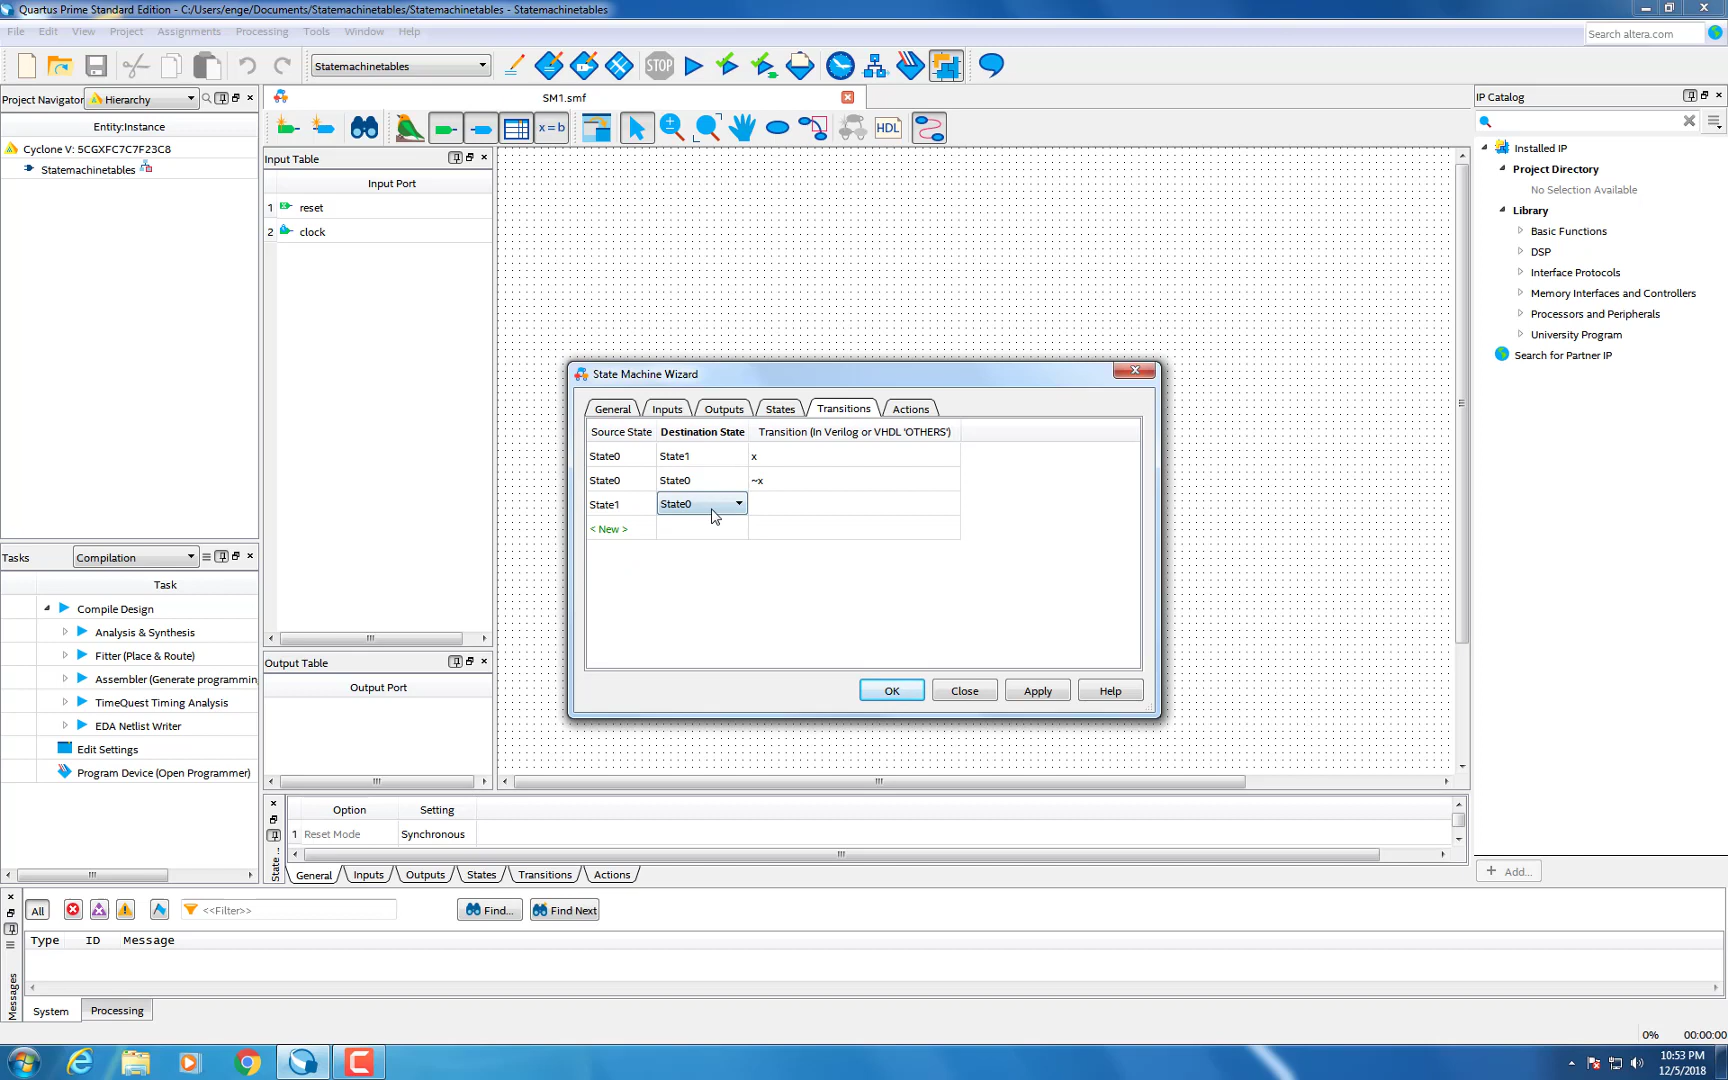 Quartus Prime Standard Edition - C:/Users/enge/Documents/Statemachinetables/Statemachinetables - Statemachinetables
File Edit View Project Assignments Processing Tools Window Help
Search altera.com
Statemachinetables
STOP
Project Navigator Hierarchy
SM1.smf
IP Catalog
x=b
HDL
Entity:Instance
Cyclone V: 5CGXFC7C7F23C8
Statemachinetables
Input Table
Input Port
1 reset
2 clock
Installed IP
Project Directory
No Selection Available
Library
Basic Functions
DSP
Interface Protocols
Memory Interfaces and Controllers
Processors and Peripherals
University Program
Search for Partner IP
State Machine Wizard
General Inputs Outputs States Transitions Actions
Source State Destination State Transition (In Verilog or VHDL 'OTHERS')
State0 State1 x
State0 State0 ~x
State1 State0
< New >
OK Close Apply Help
Tasks Compilation
Task
Compile Design
Analysis & Synthesis
Fitter (Place & Route)
Assembler (Generate programmin
TimeQuest Timing Analysis
EDA Netlist Writer
Edit Settings
Program Device (Open Programmer)
Output Table
Output Port
Option Setting
1 Reset Mode Synchronous
State ...
General Inputs Outputs States Transitions Actions
+ Add...
All
<<Filter>>
Find... Find Next
Type ID Message
Messages
System Processing
0% 00:00:00
10:53 PM
12/5/2018